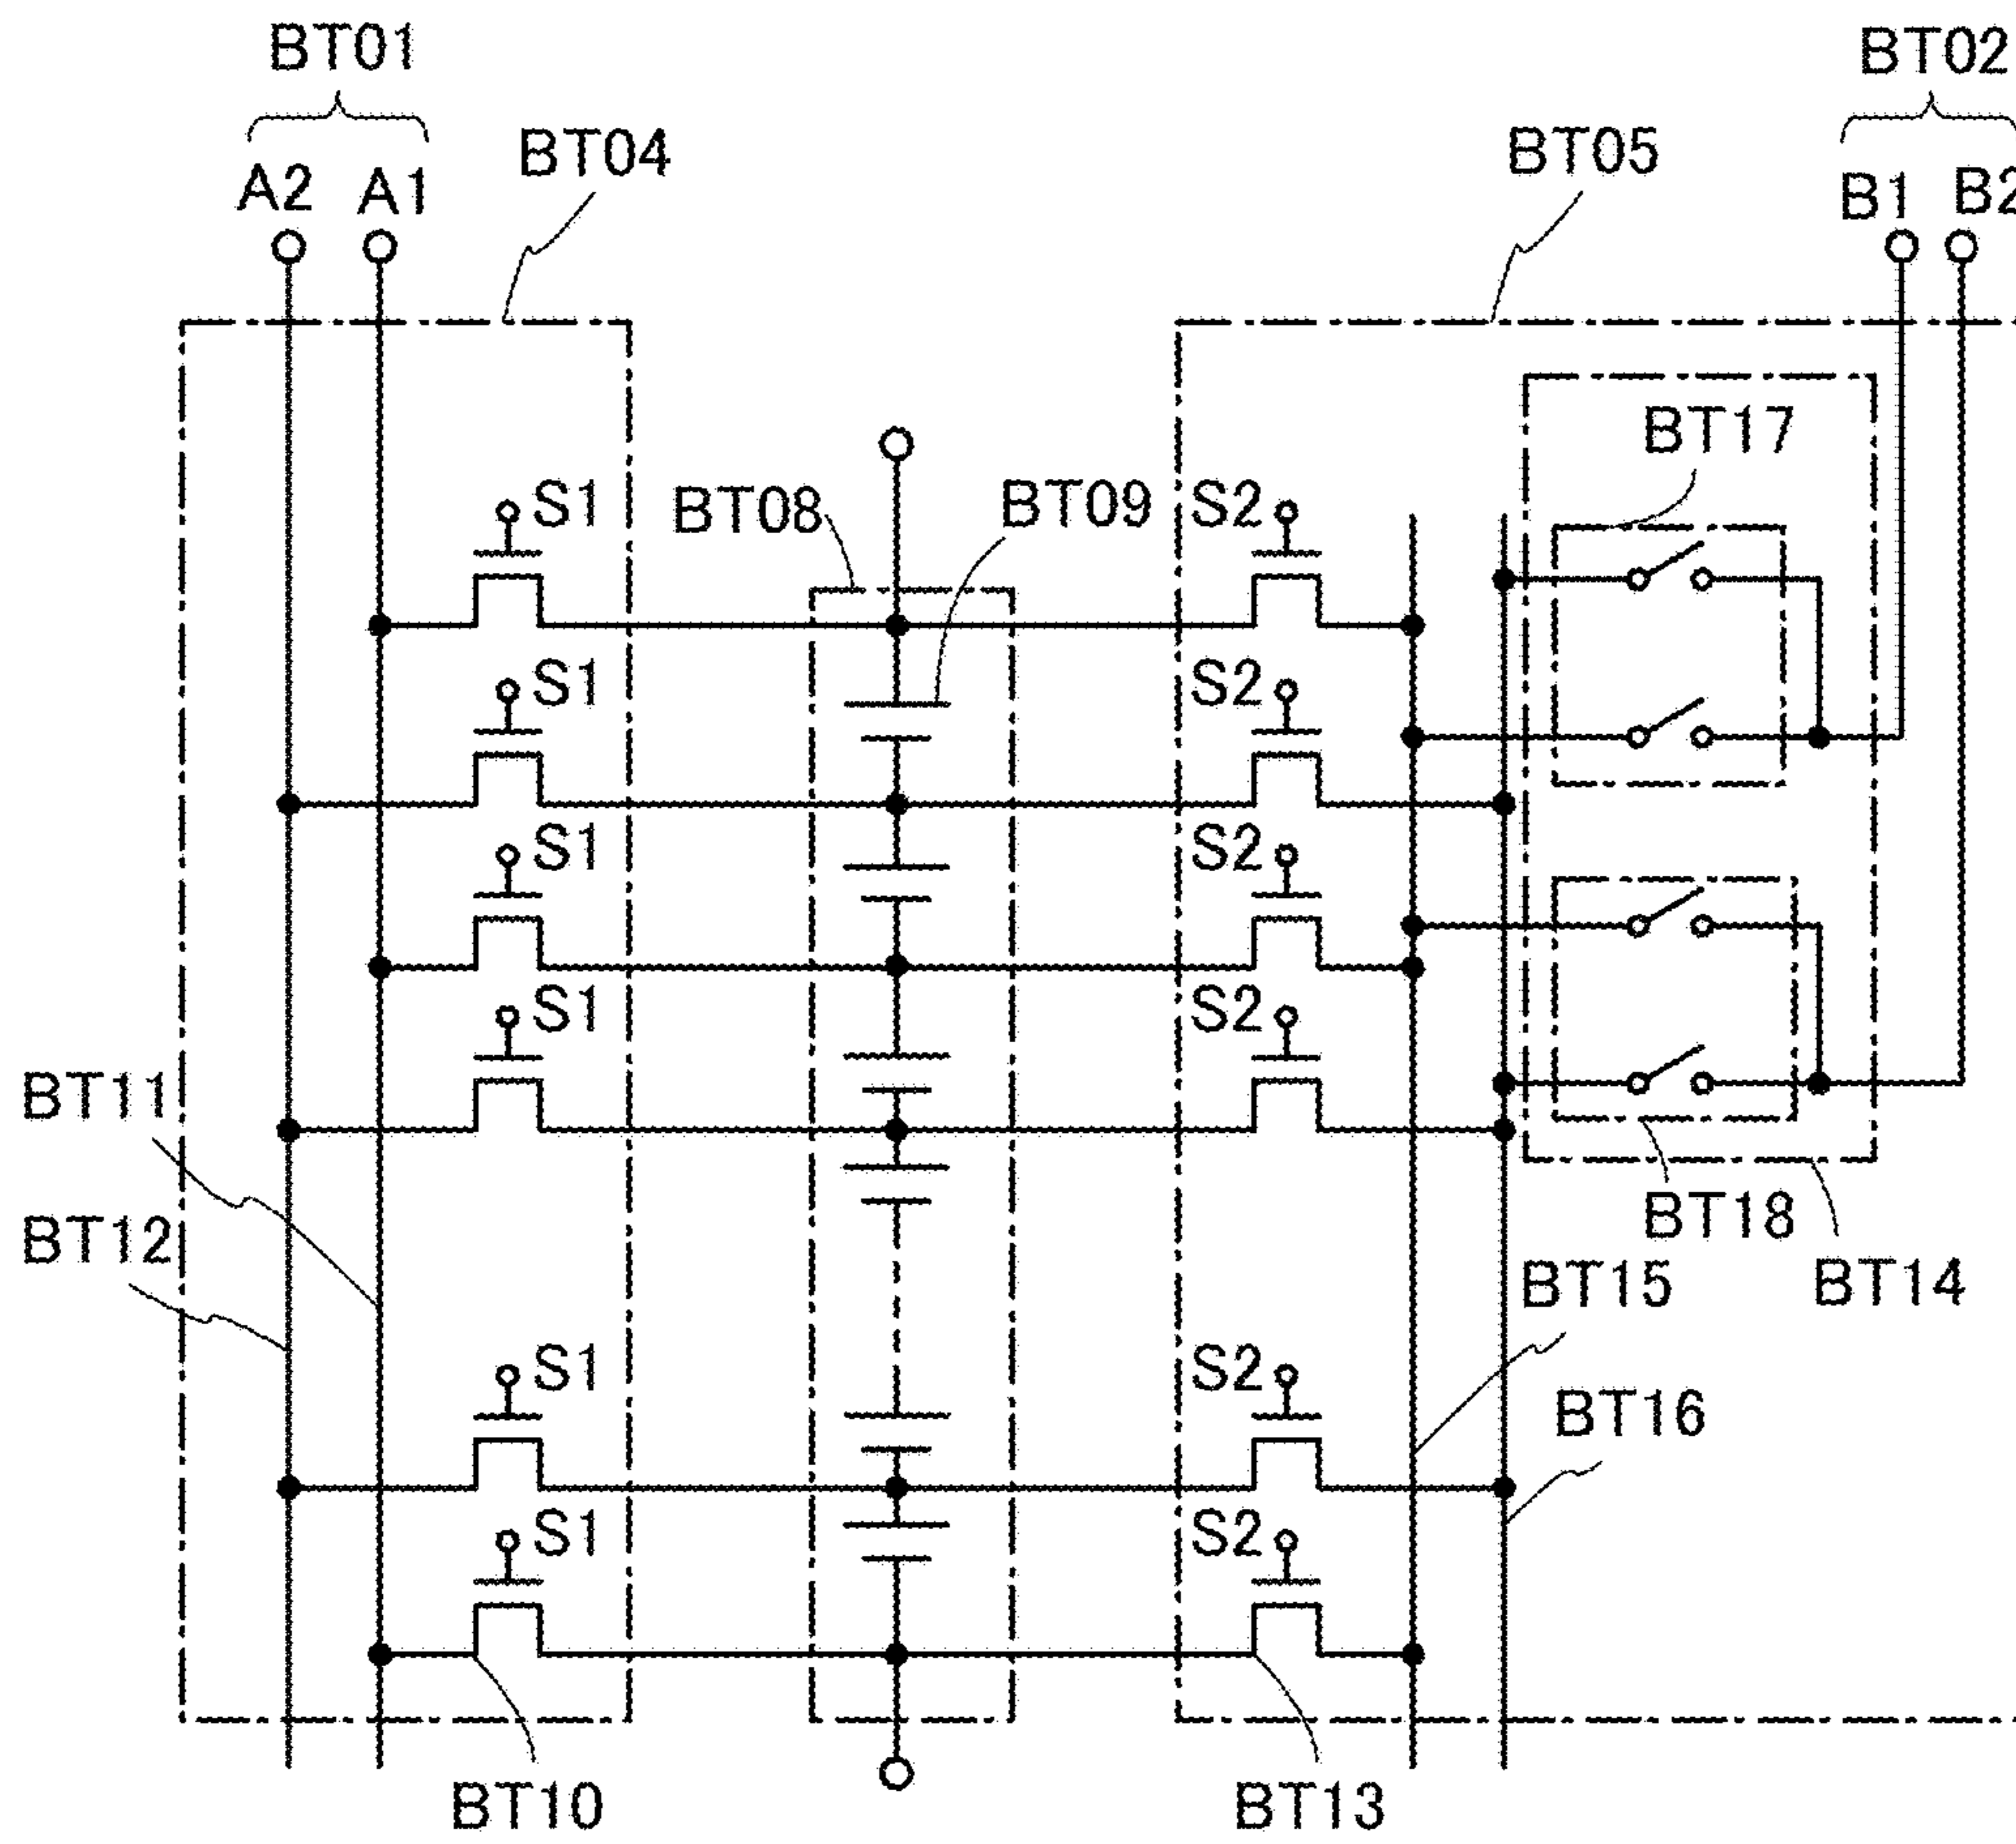 BT01
BT02
BT04
BT05
A2 A1
B1 B2
BT17
S1
BT08
BT09
S2
S1
S2
S1
S2
S1
S2
BT11
BT12
BT18
BT14
BT15
S1
S2
BT16
S1
S2
BT10
BT13